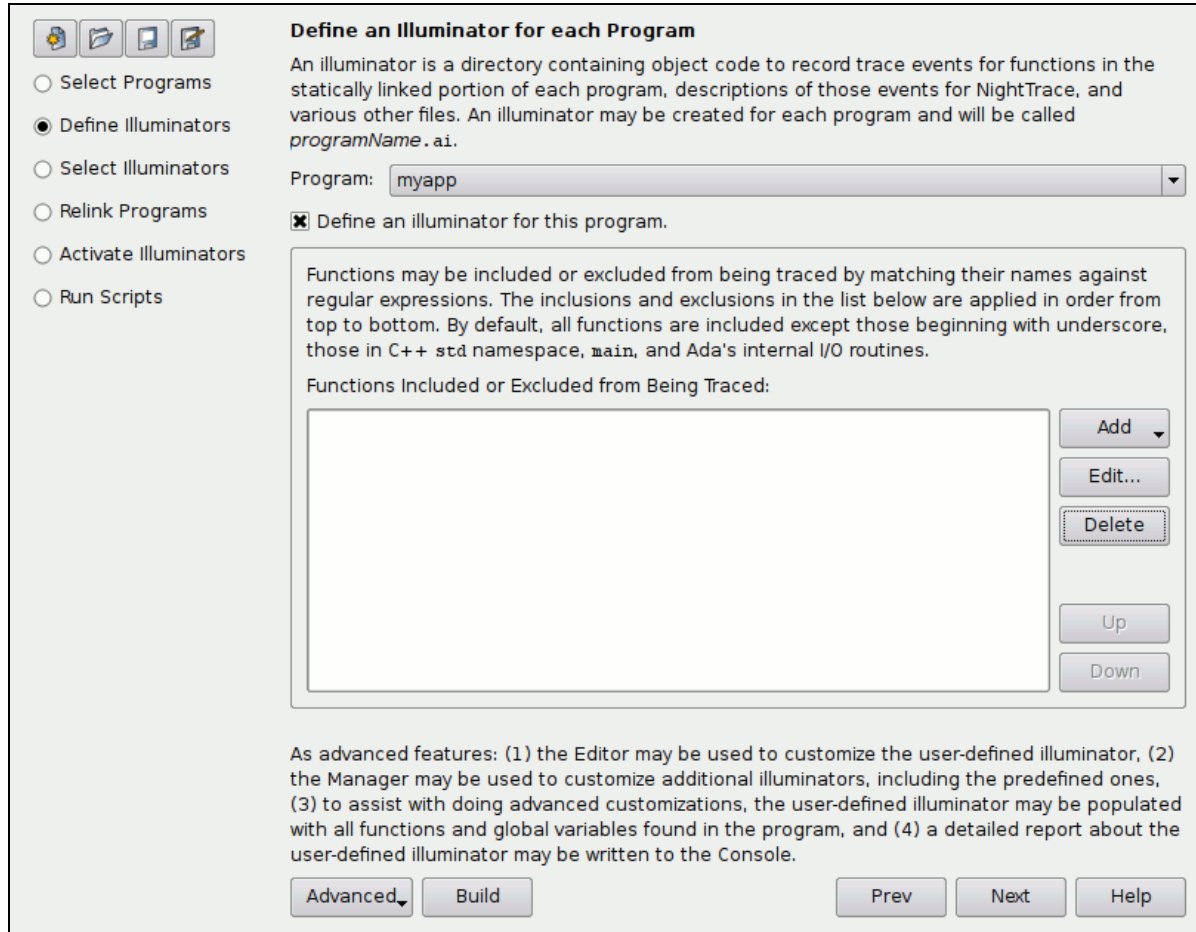 Define an Illuminator for each Program
An illuminator is a directory containing object code to record trace events for functions in the
statically linked portion of each program, descriptions of those events for NightTrace, and
various other files. An illuminator may be created for each program and will be called
programName.ai.
Select Programs
Define Illuminators
Select Illuminators
Relink Programs
Activate Illuminators
Run Scripts
Program: myapp
Define an illuminator for this program.
Functions may be included or excluded from being traced by matching their names against
regular expressions. The inclusions and exclusions in the list below are applied in order from
top to bottom. By default, all functions are included except those beginning with underscore,
those in C++ std namespace, main, and Ada's internal I/O routines.
Functions Included or Excluded from Being Traced:
Add
Edit...
Delete
Up
Down
As advanced features: (1) the Editor may be used to customize the user-defined illuminator, (2)
the Manager may be used to customize additional illuminators, including the predefined ones,
(3) to assist with doing advanced customizations, the user-defined illuminator may be populated
with all functions and global variables found in the program, and (4) a detailed report about the
user-defined illuminator may be written to the Console.
Advanced Build Prev Next Help